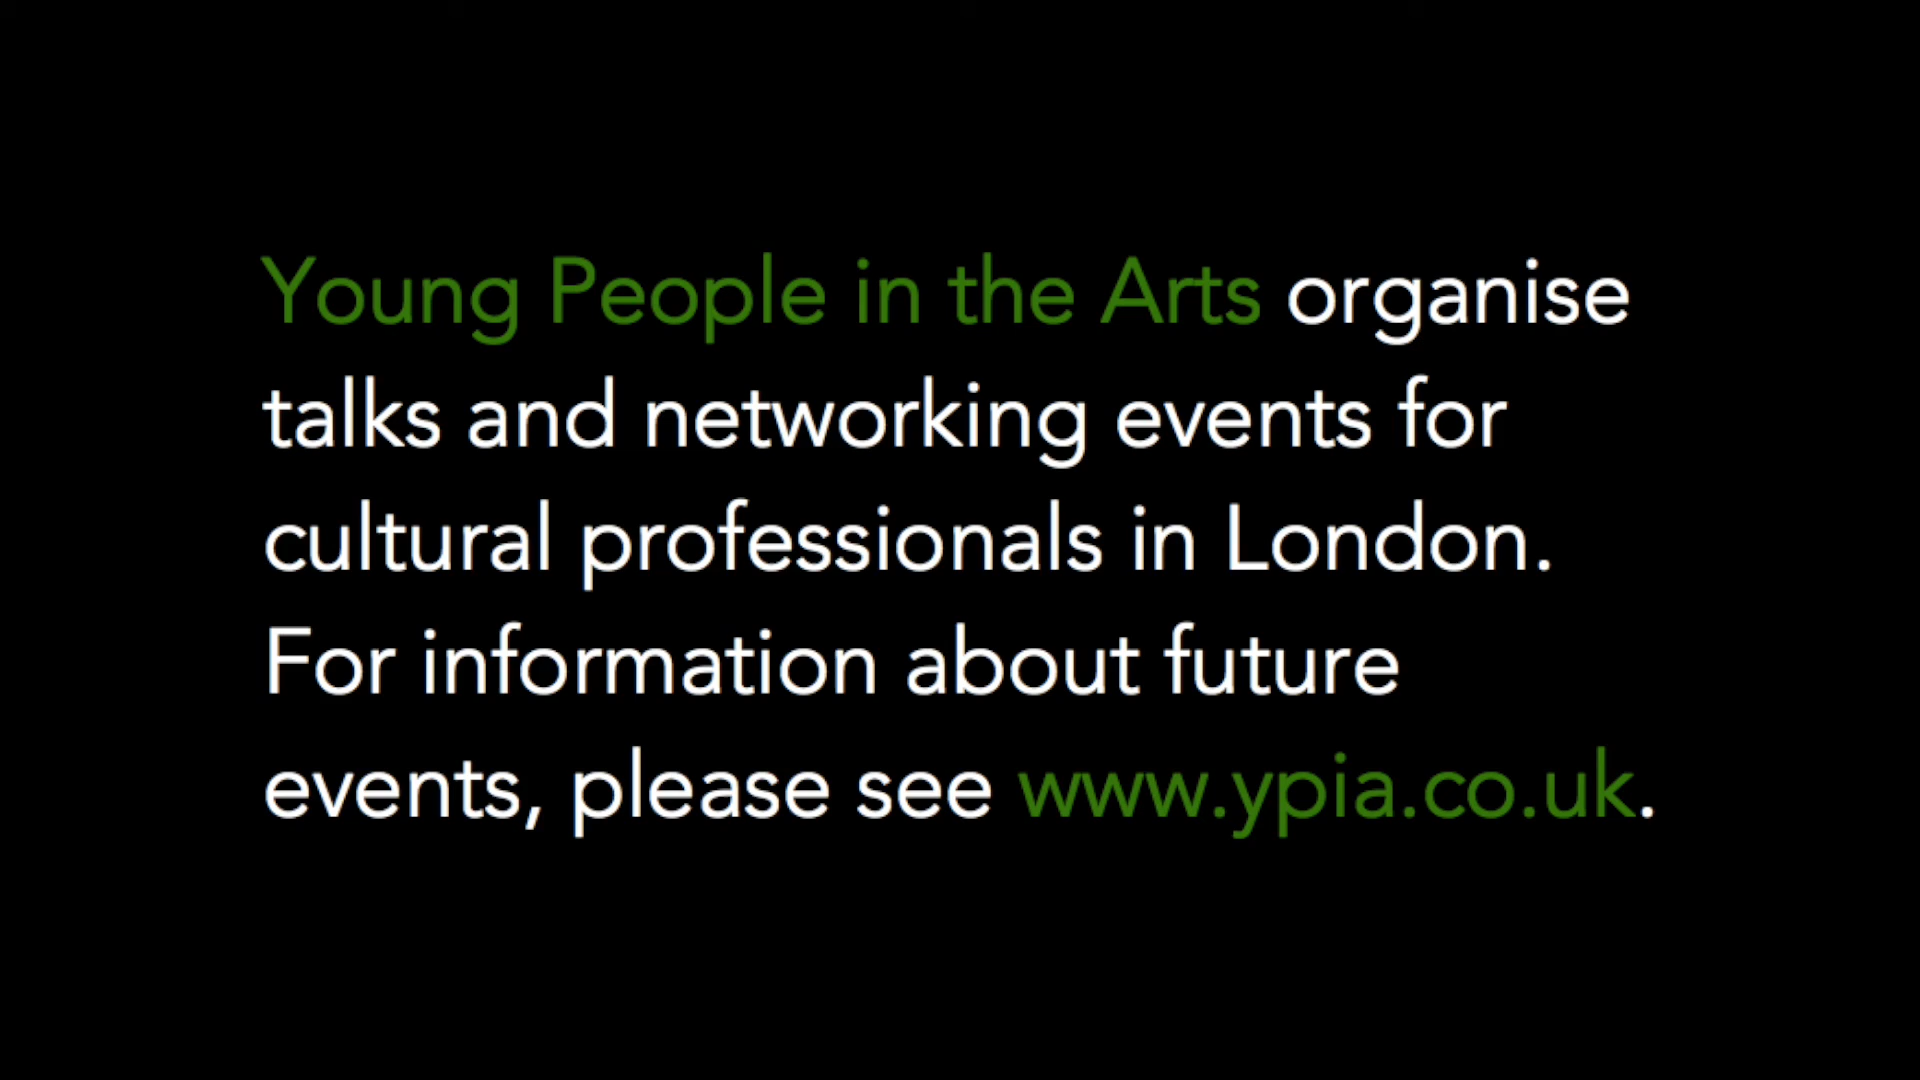 Young People in the Arts organise
talks and networking events for
cultural professionals in London.
For information about future
events, please see www.ypia.co.uk.